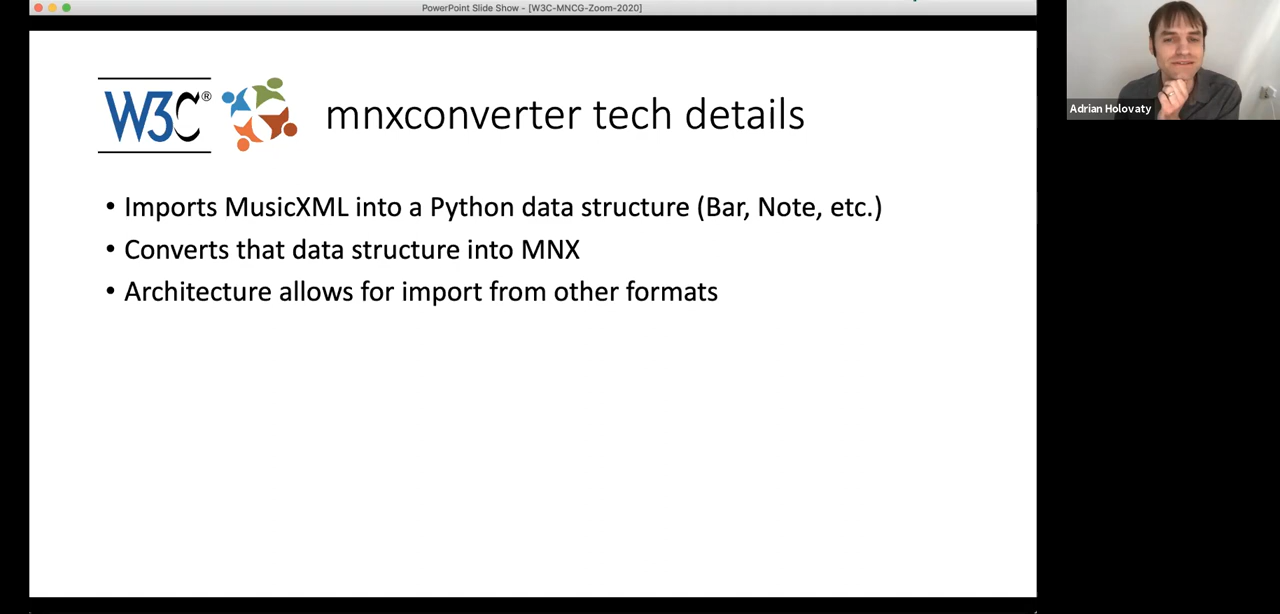 PowerPoint Slide Show - [W3C-MNCG-Zoom-2020]
W3C®
mnxconverter tech details
• Imports MusicXML into a Python data structure (Bar, Note, etc.)
• Converts that data structure into MNX
• Architecture allows for import from other formats
Adrian Holovaty